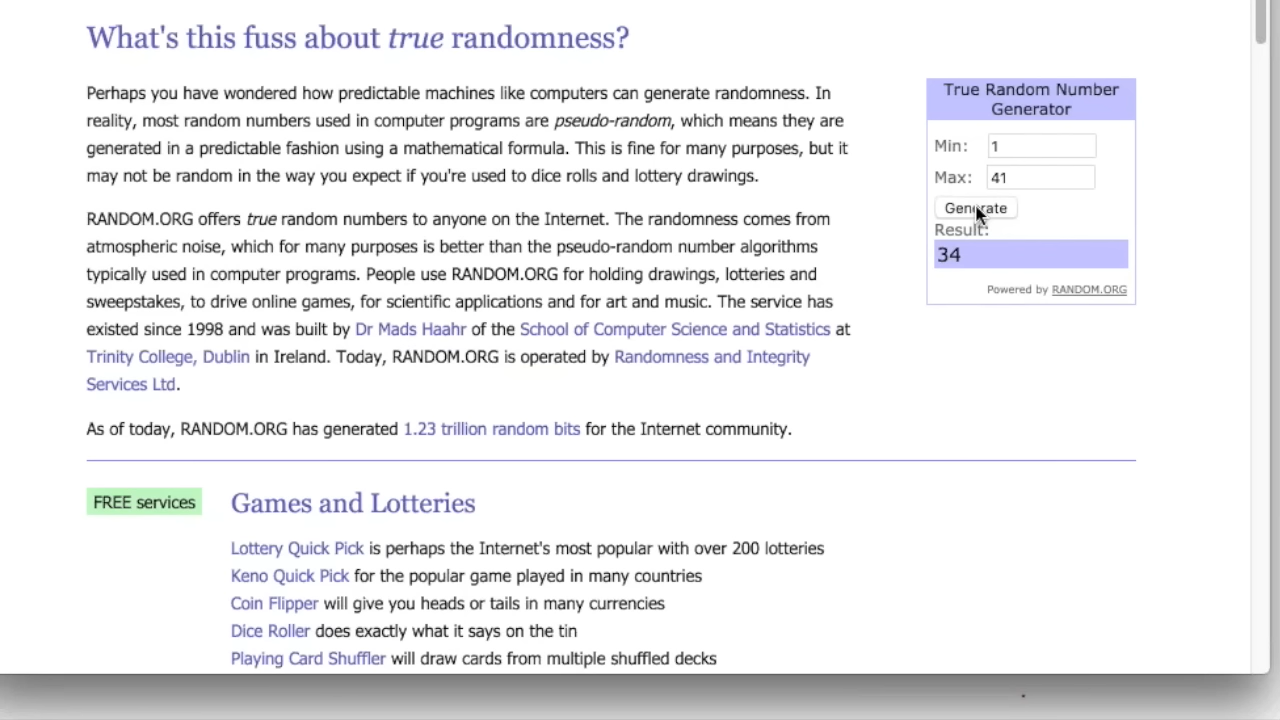 What's this fuss about true randomness?
Perhaps you have wondered how predictable machines like computers can generate randomness. In
reality, most random numbers used in computer programs are pseudo-random, which means they are
generated in a predictable fashion using a mathematical formula. This is fine for many purposes, but it
may not be random in the way you expect if you're used to dice rolls and lottery drawings.
RANDOM.ORG offers true random numbers to anyone on the Internet. The randomness comes from
atmospheric noise, which for many purposes is better than the pseudo-random number algorithms
typically used in computer programs. People use RANDOM.ORG for holding drawings, lotteries and
sweepstakes, to drive online games, for scientific applications and for art and music. The service has
existed since 1998 and was built by Dr Mads Haahr of the School of Computer Science and Statistics at
Trinity College, Dublin in Ireland. Today, RANDOM.ORG is operated by Randomness and Integrity
Services Ltd.
As of today, RANDOM.ORG has generated 1.23 trillion random bits for the Internet community.
True Random Number
Generator
Min: 1
Max: 41
Generate
Result:
34
Powered by RANDOM.ORG
FREE services
Games and Lotteries
Lottery Quick Pick is perhaps the Internet's most popular with over 200 lotteries
Keno Quick Pick for the popular game played in many countries
Coin Flipper will give you heads or tails in many currencies
Dice Roller does exactly what it says on the tin
Playing Card Shuffler will draw cards from multiple shuffled decks